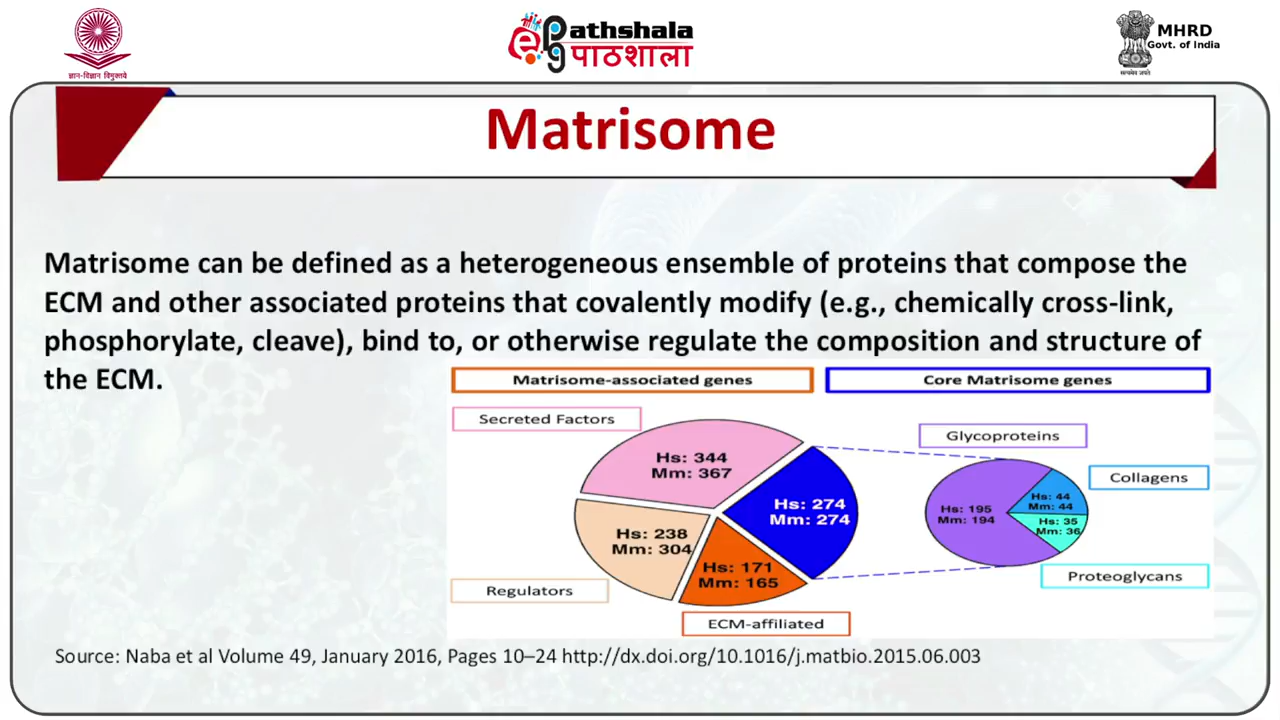 ज्ञान-विज्ञान विमुक्तये
ePathshala
पाठशाला
MHRD
Govt. of India
सत्यमेव जयते
Matrisome
Matrisome can be defined as a heterogeneous ensemble of proteins that compose the
ECM and other associated proteins that covalently modify (e.g., chemically cross-link,
phosphorylate, cleave), bind to, or otherwise regulate the composition and structure of
the ECM.
Matrisome-associated genes
Core Matrisome genes
Secreted Factors
Glycoproteins
Hs: 344
Mm: 367
Collagens
Hs: 274
Mm: 274
Hs: 195
Mm: 194
Hs: 44
Mm: 44
Hs: 35
Mm: 36
Hs: 238
Mm: 304
Hs: 171
Mm: 165
Proteoglycans
Regulators
ECM-affiliated
Source: Naba et al Volume 49, January 2016, Pages 10–24 http://dx.doi.org/10.1016/j.matbio.2015.06.003